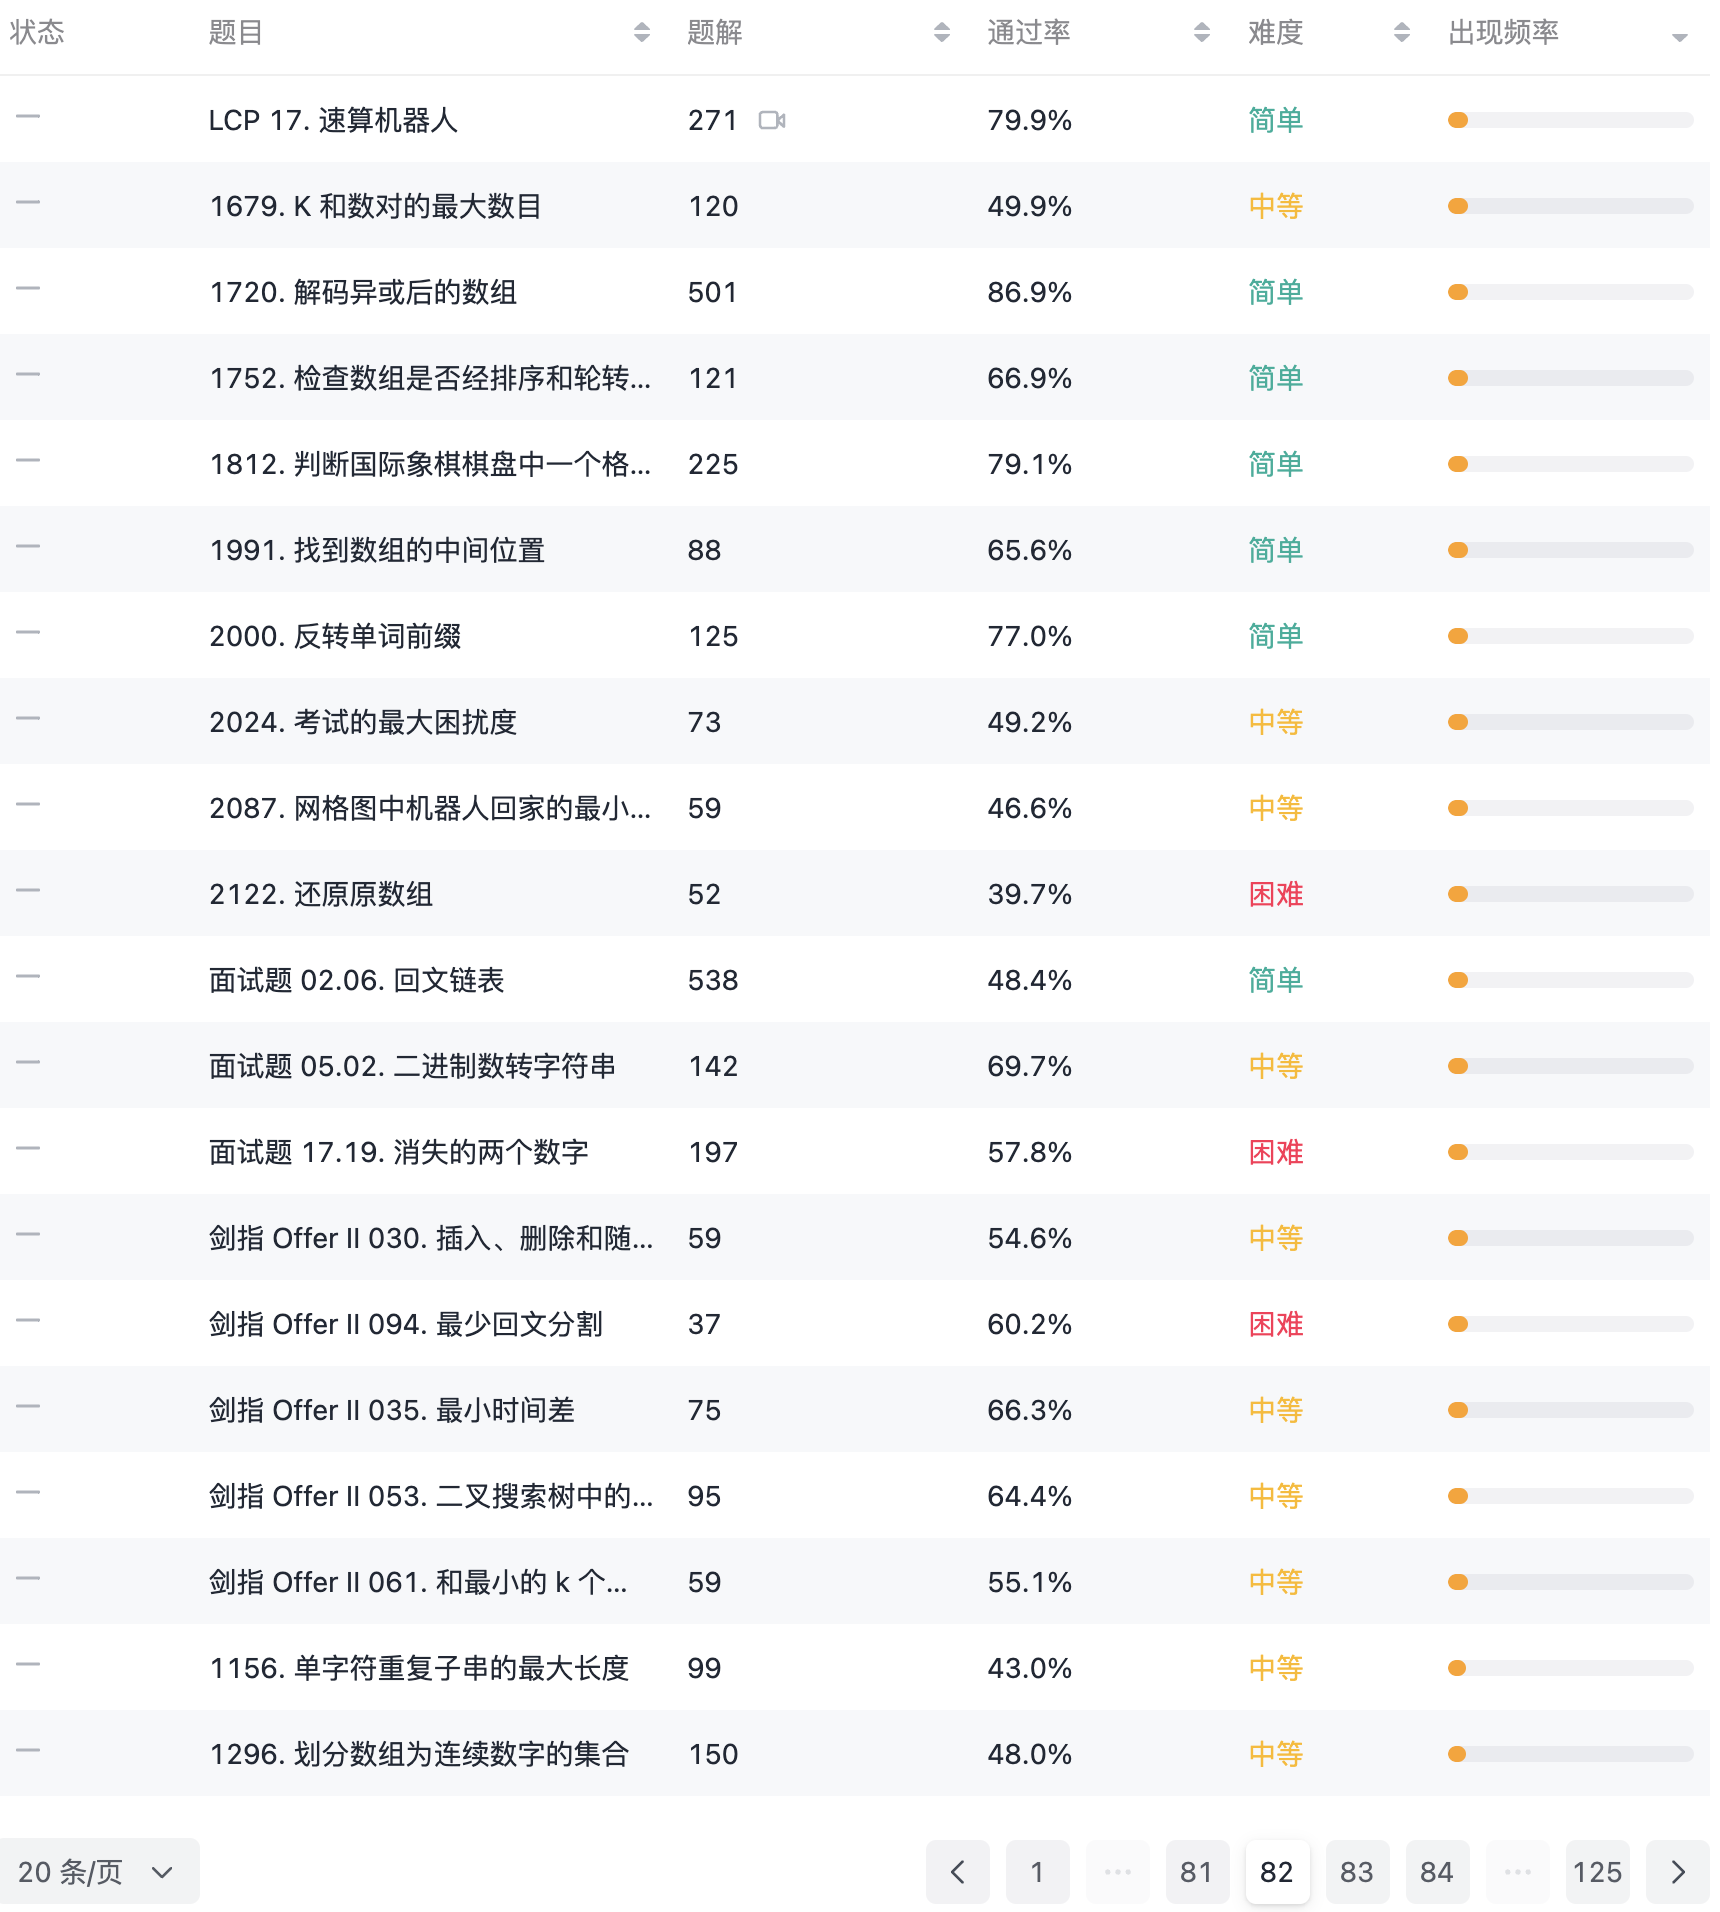 状态 题目 题解 通过率 难度 出现频率
LCP 17. 速算机器人 271 79.9% 简单
1679. K 和数对的最大数目 120 49.9% 中等
1720. 解码异或后的数组 501 86.9% 简单
1752. 检查数组是否经排序和轮转... 121 66.9% 简单
1812. 判断国际象棋棋盘中一个格... 225 79.1% 简单
1991. 找到数组的中间位置 88 65.6% 简单
2000. 反转单词前缀 125 77.0% 简单
2024. 考试的最大困扰度 73 49.2% 中等
2087. 网格图中机器人回家的最小... 59 46.6% 中等
2122. 还原原数组 52 39.7% 困难
面试题 02.06. 回文链表 538 48.4% 简单
面试题 05.02. 二进制数转字符串 142 69.7% 中等
面试题 17.19. 消失的两个数字 197 57.8% 困难
剑指 Offer II 030. 插入、删除和随... 59 54.6% 中等
剑指 Offer II 094. 最少回文分割 37 60.2% 困难
剑指 Offer II 035. 最小时间差 75 66.3% 中等
剑指 Offer II 053. 二叉搜索树中的... 95 64.4% 中等
剑指 Offer II 061. 和最小的 k 个... 59 55.1% 中等
1156. 单字符重复子串的最大长度 99 43.0% 中等
1296. 划分数组为连续数字的集合 150 48.0% 中等
20 条/页 1 ... 81 82 83 84 ... 125